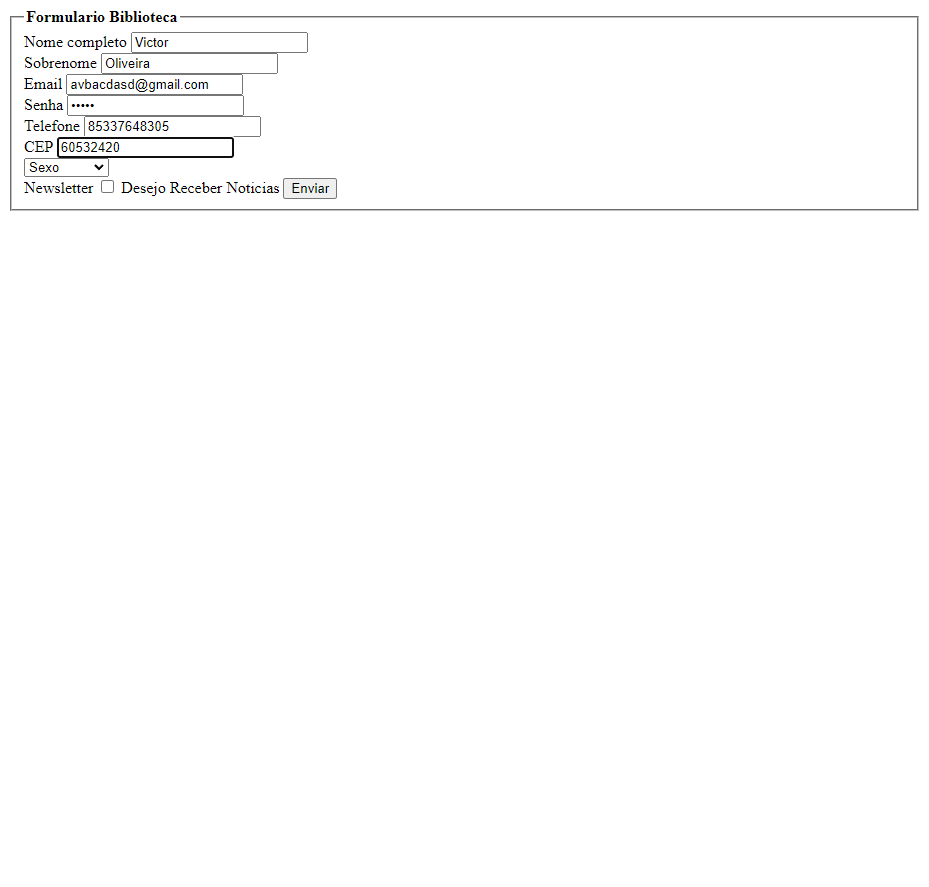 Formulario Biblioteca
Nome completo Victor
Sobrenome Oliveira
Email avbacdasd@gmail.com
Senha •••••
Telefone 85337648305
CEP 60532420
Sexo
Newsletter Desejo Receber Noticias Enviar